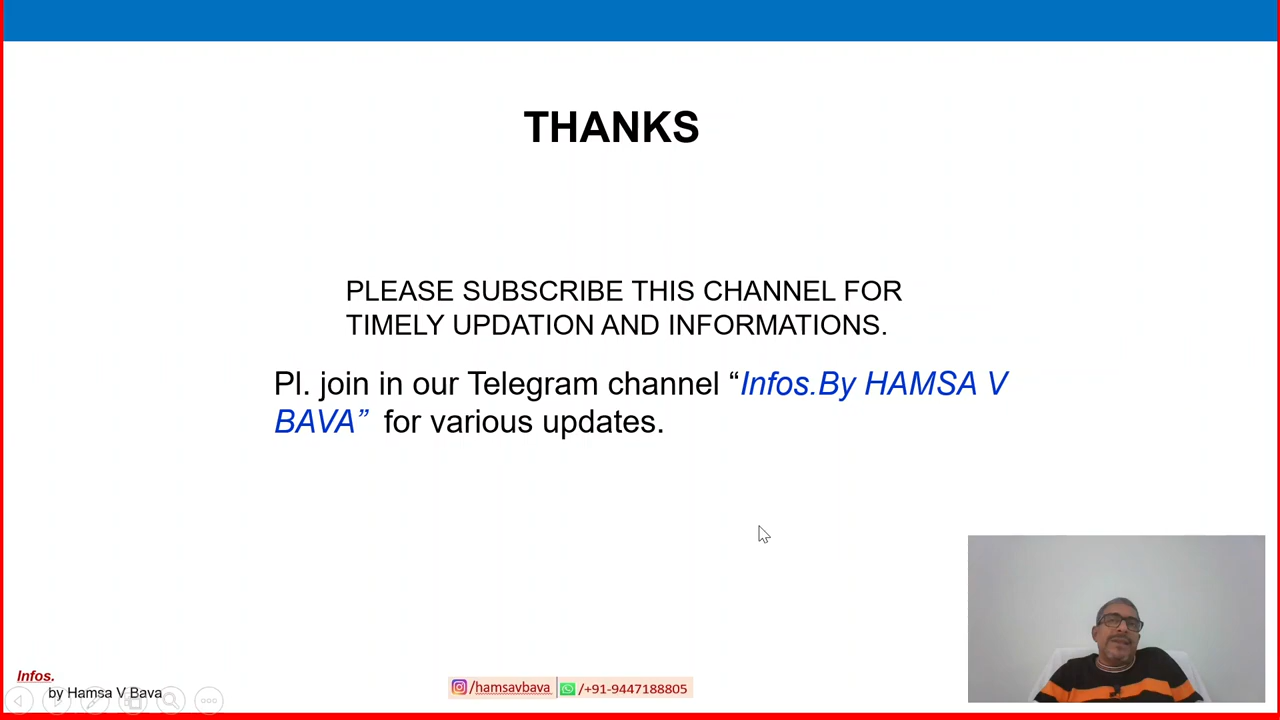 THANKS
PLEASE SUBSCRIBE THIS CHANNEL FOR
TIMELY UPDATION AND INFORMATIONS.
Pl. join in our Telegram channel “Infos.By HAMSA V
BAVA” for various updates.
Infos.
by Hamsa V Bava
/hamsavbava
/+91-9447188805